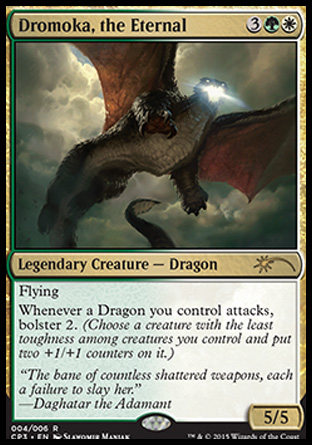 Dromoka, the Eternal 3
Legendary Creature — Dragon
Flying
Whenever a Dragon you control attacks,
bolster 2. (Choose a creature with the least
toughness among creatures you control and put
two +1/+1 counters on it.)
"The bane of countless shattered weapons, each
a failure to slay her."
—Daghatar the Adamant
004/006 R
CP3 • EN Slawomir Maniak
™ & © 2015 Wizards of the Coast
5/5